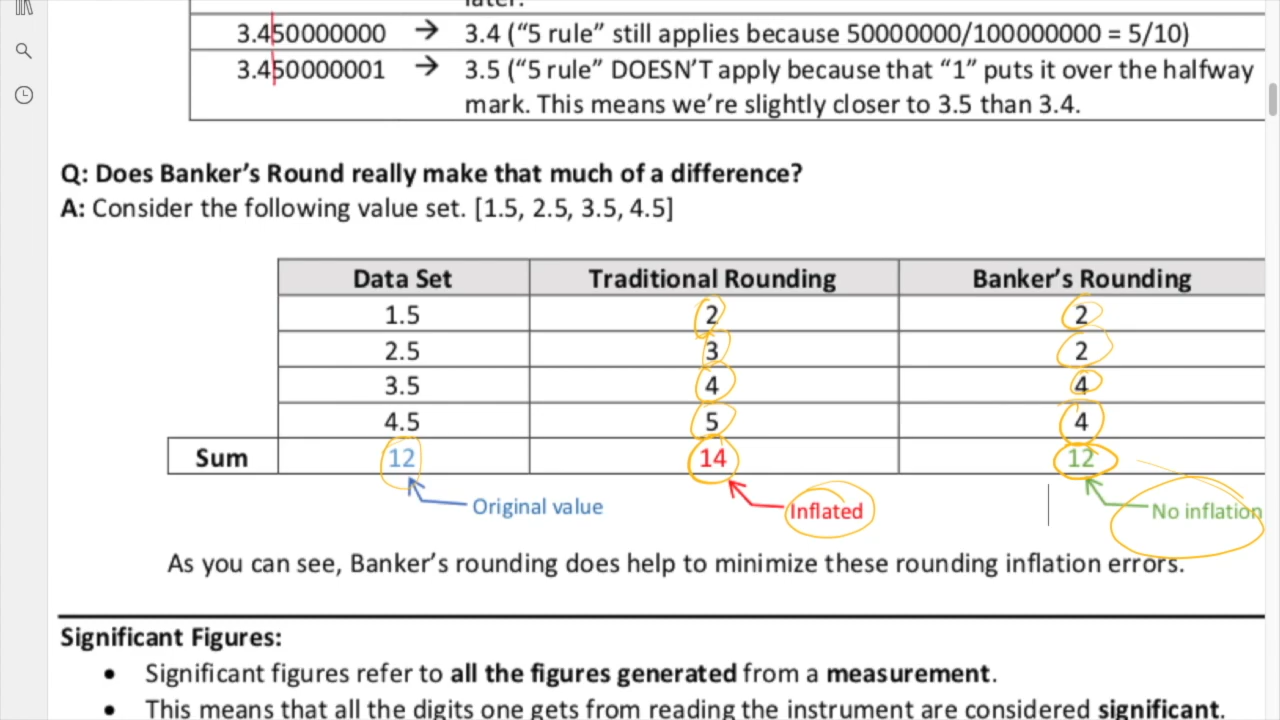 later.
3.450000000 → 3.4 (“5 rule” still applies because 50000000/100000000 = 5/10)
3.450000001 → 3.5 (“5 rule” DOESN’T apply because that “1” puts it over the halfway
mark. This means we’re slightly closer to 3.5 than 3.4.
Q: Does Banker’s Round really make that much of a difference?
A: Consider the following value set. [1.5, 2.5, 3.5, 4.5]
Data Set Traditional Rounding Banker’s Rounding
1.5 2 2
2.5 3 2
3.5 4 4
4.5 5 4
Sum 12 14 12
Original value Inflated No inflation
As you can see, Banker’s rounding does help to minimize these rounding inflation errors.
Significant Figures:
• Significant figures refer to all the figures generated from a measurement.
• This means that all the digits one gets from reading the instrument are considered significant.